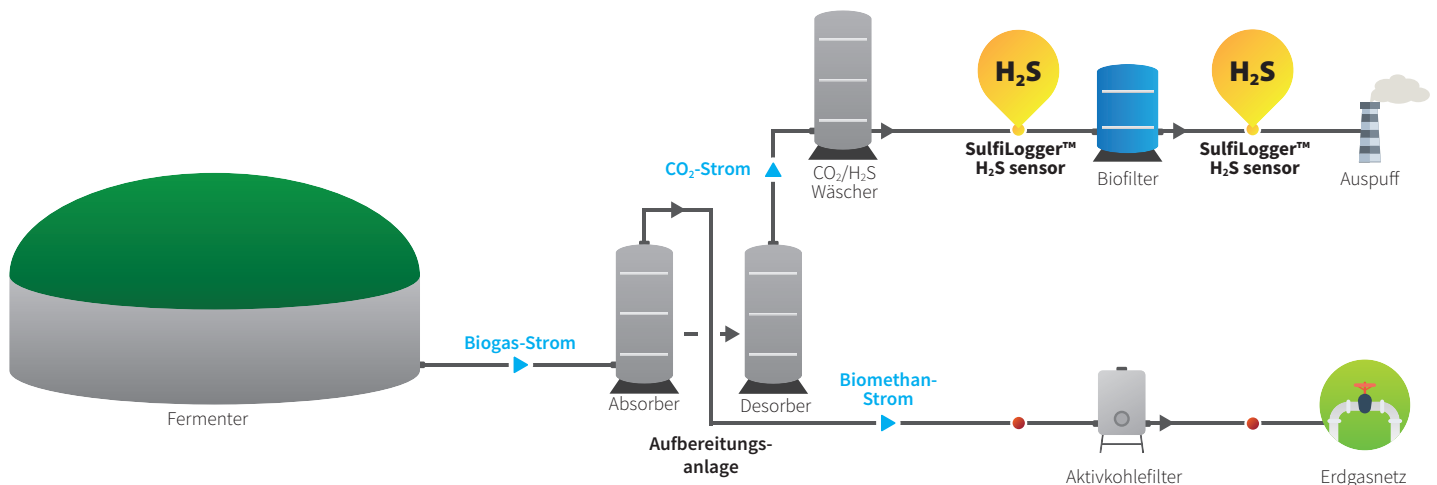 H₂S
H₂S
SulfiLogger™
H₂S sensor
SulfiLogger™
H₂S sensor
CO₂-Strom
CO₂/H₂S
Wäscher
Biofilter
Auspuff
Biogas-Strom
Fermenter
Absorber
Desorber
Biomethan-
Strom
Aufbereitungs-
anlage
Aktivkohlefilter
Erdgasnetz